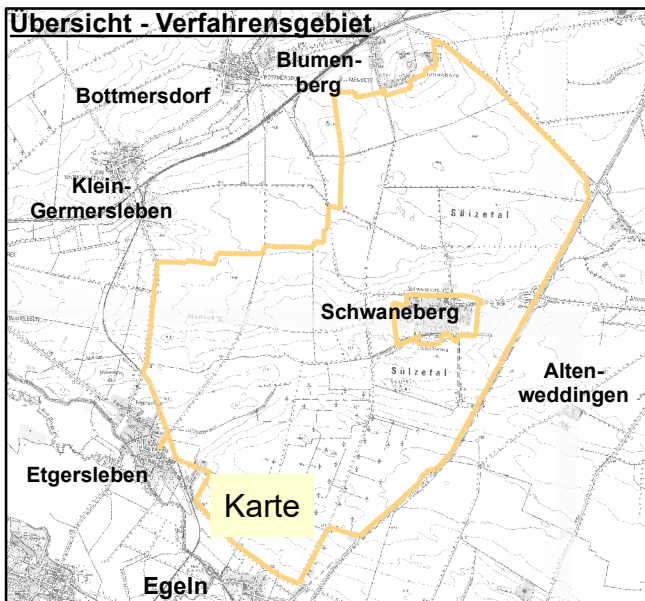 Übersicht - Verfahrensgebiet
Blumen-
berg
Bottmersdorf
Klein-
Germersleben
Sülzetal
Schwaneberg
Sülzetal
Alten-
weddingen
Etgersleben
Karte
Egeln